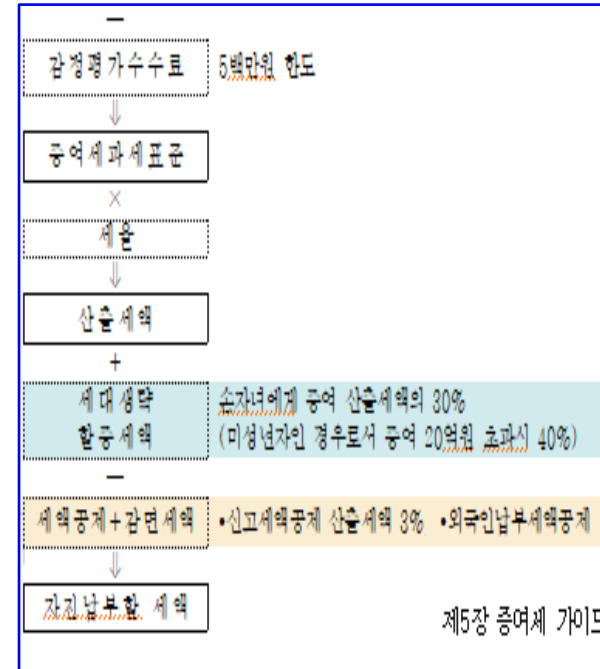 −
감정평가수수료 5백만원 한도
⇓
증여세과세표준
×
세율
⇓
산출세액
+
세대생략 손자녀에게 증여 산출세액의 30%
할증세액 (미성년자인 경우로서 증여 20억원 초과시 40%)
−
세액공제+감면세액 •신고세액공제 산출세액 3% •외국인납부세액공제
⇓
자진납부할 세액
제5장 증여세 가이드